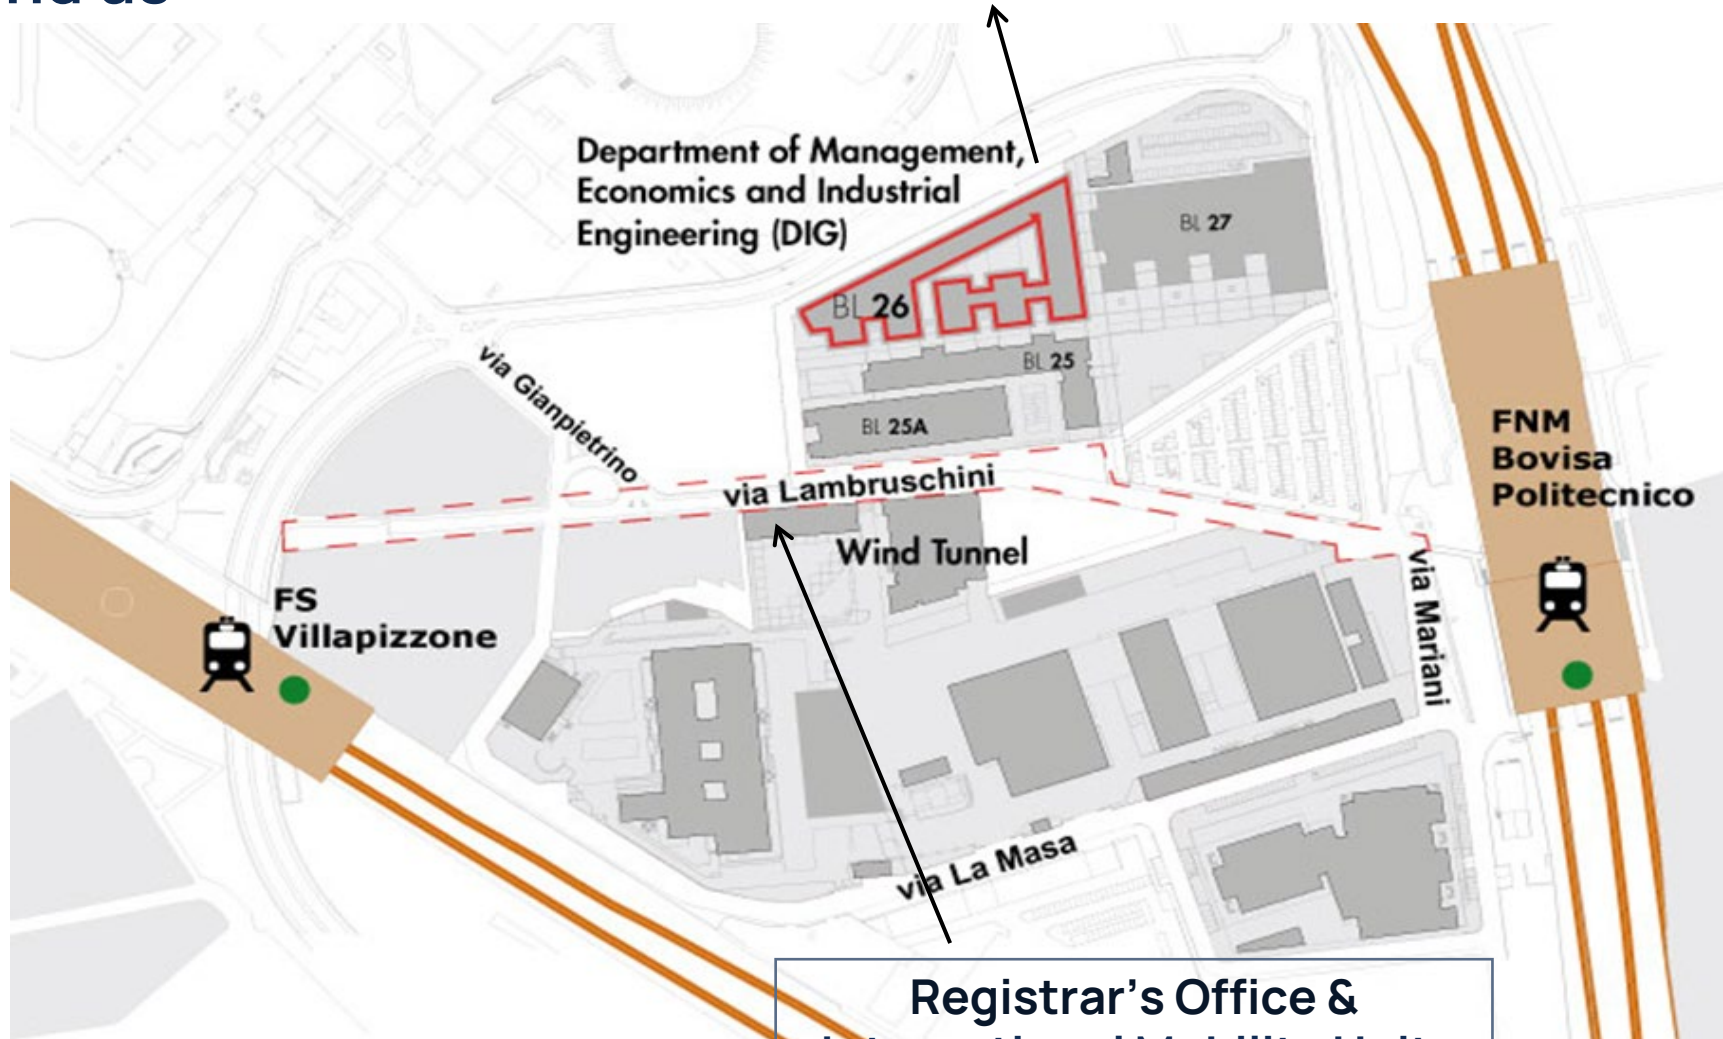 Department of Management,
Economics and Industrial
Engineering (DIG)
BL 27
BL 26
BL 25
BL 25A
via Gianpietrino
via Lambruschini
FNM
Bovisa
Politecnico
Wind Tunnel
via Mariani
FS
Villapizzone
via La Masa
Registrar's Office &